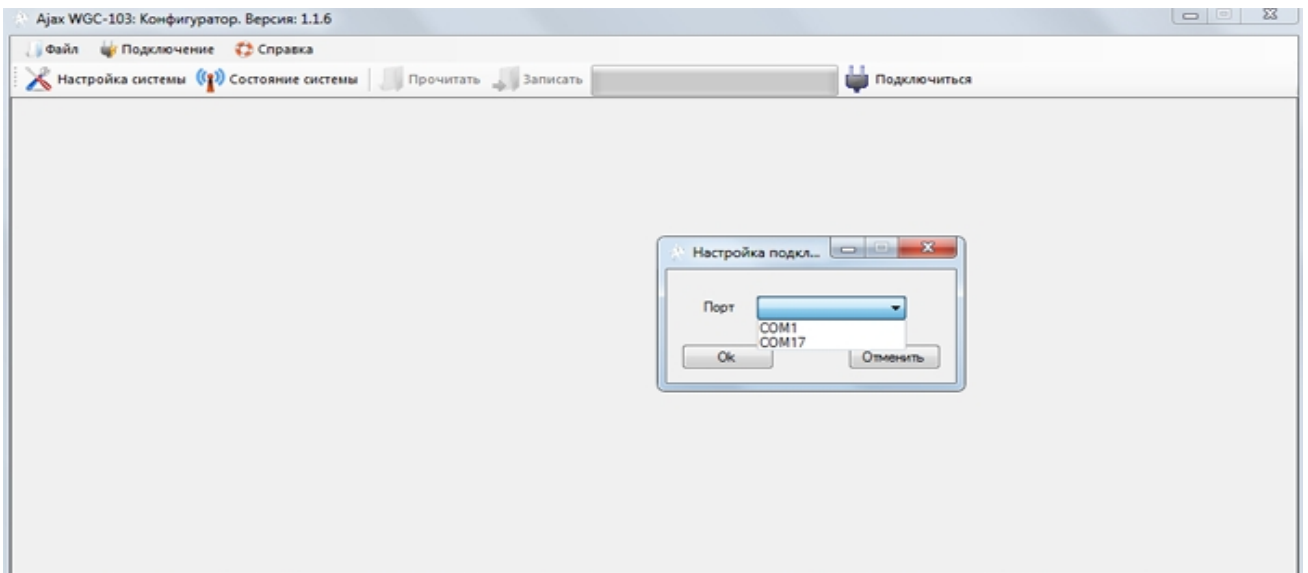 Ajax WGC-103: Конфигуратор. Версия: 1.1.6
Файл Подключение Справка
Настройка системы Состояние системы Прочитать Записать Подключиться
Настройка подкл...
Порт
COM1
COM17
Ok Отменить